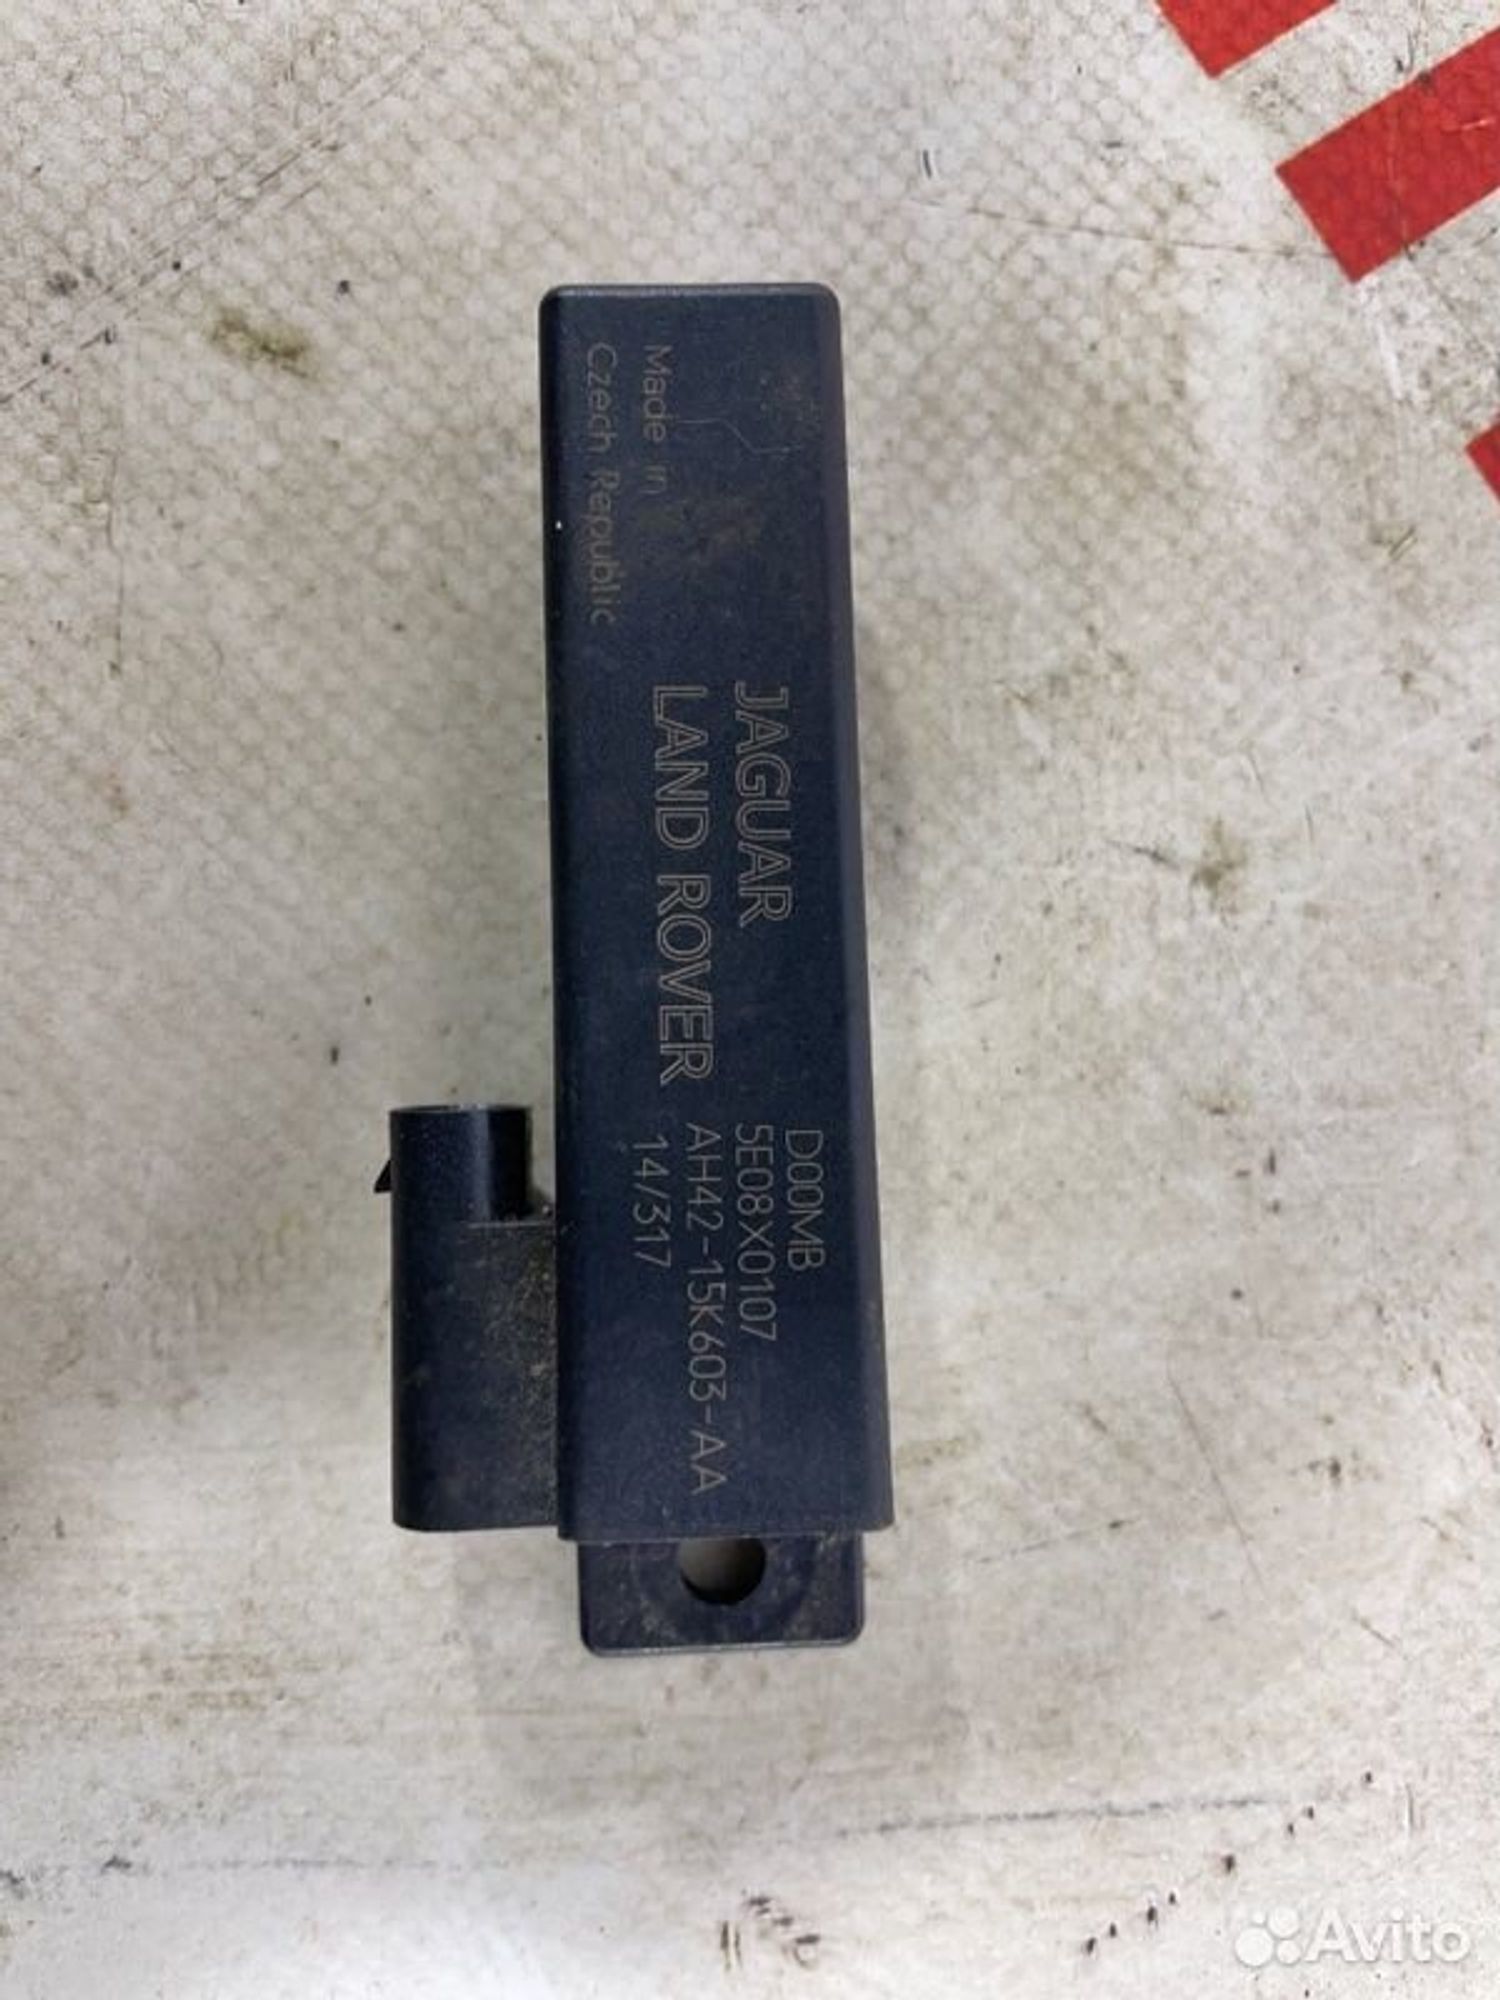 Made in
Czech Republic
JAGUAR
LAND ROVER
D00MB
5E08X0107
AH42-15K603-AA
14/317
Avito